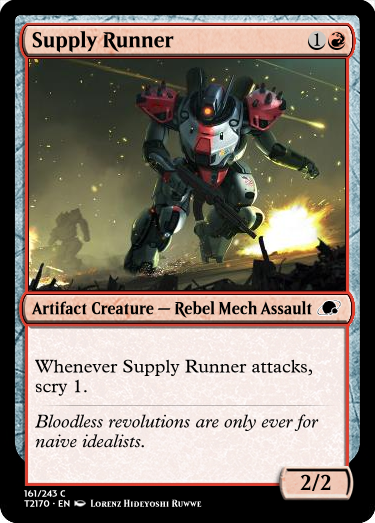 Supply Runner 1
Artifact Creature — Rebel Mech Assault
Whenever Supply Runner attacks,
scry 1.
Bloodless revolutions are only ever for
naive idealists.
2/2
161/243 C
T2170 • EN Lorenz Hideyoshi Ruwwe